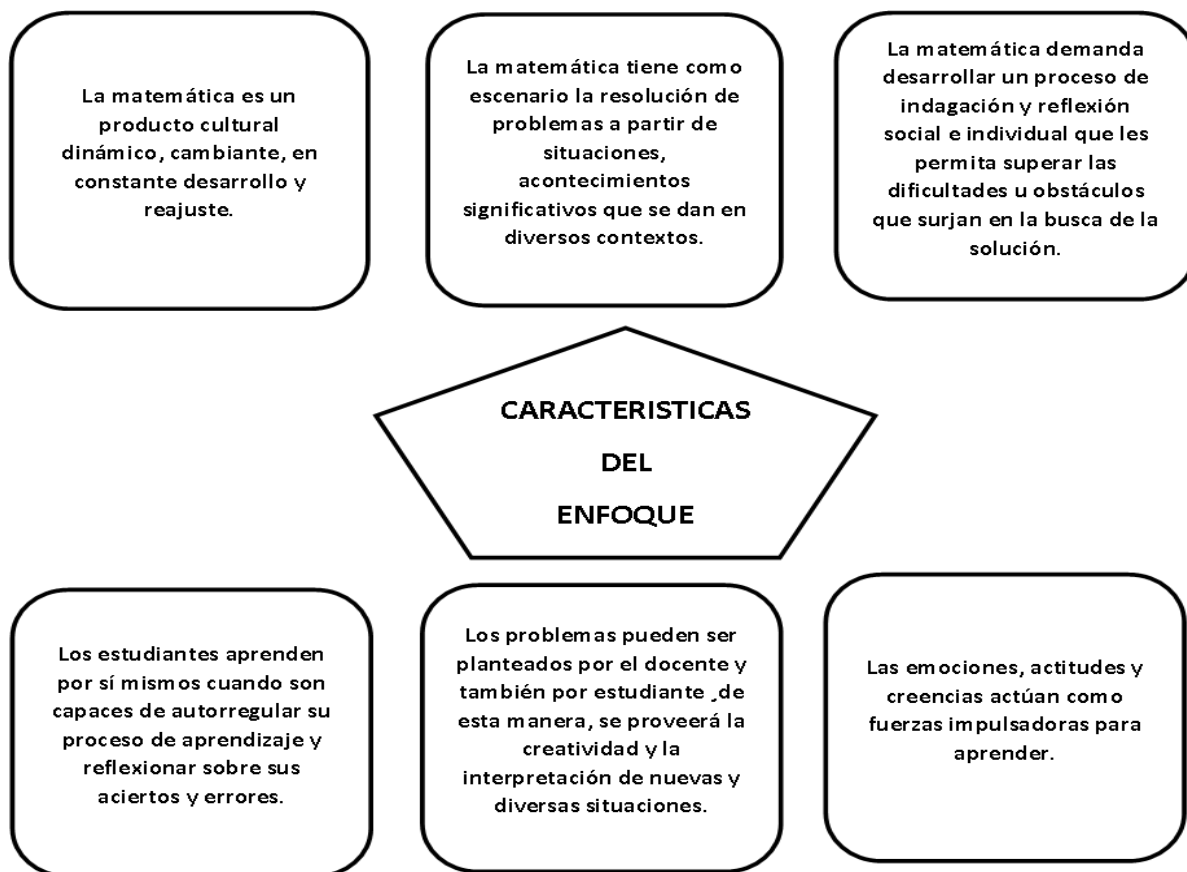 La matemática es un
producto cultural
dinámico, cambiante, en
constante desarrollo y
reajuste.
La matemática tiene como
escenario la resolución de
problemas a partir de
situaciones,
acontecimientos
significativos que se dan en
diversos contextos.
La matemática demanda
desarrollar un proceso de
indagación y reflexión
social e individual que les
permita superar las
dificultades u obstáculos
que surjan en la busca de la
solución.
CARACTERISTICAS
DEL
ENFOQUE
Los estudiantes aprenden
por sí mismos cuando son
capaces de autorregular su
proceso de aprendizaje y
reflexionar sobre sus
aciertos y errores.
Los problemas pueden ser
planteados por el docente y
también por estudiante ,de
esta manera, se proveerá la
creatividad y la
interpretación de nuevas y
diversas situaciones.
Las emociones, actitudes y
creencias actúan como
fuerzas impulsadoras para
aprender.